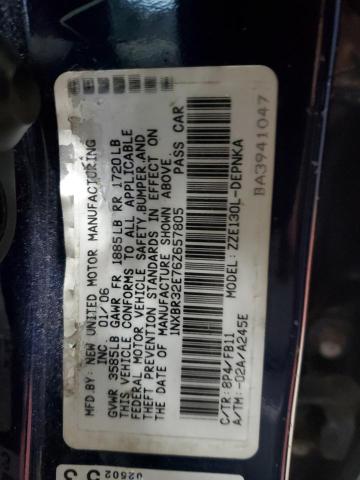 MFD.BY: NEW UNITED MOTOR MANUFACTURING
INC. 01/06
GVWR 3585LB GAWR FR 1885LB RR 1720LB
THIS VEHICLE CONFORMS TO ALL APPLICABLE
FEDERAL MOTOR VEHICLE SAFETY,BUMPER,AND
THEFT PREVENTION STANDARDS IN EFFECT ON
THE DATE OF MANUFACTURE SHOWN ABOVE.
1NXBR32E76Z657805 PASS CAR
C/TR: 8P4/FB11 MODEL: ZZE130L-DEPNKA
A/TM: -02A/A245E
BA3941047
02502